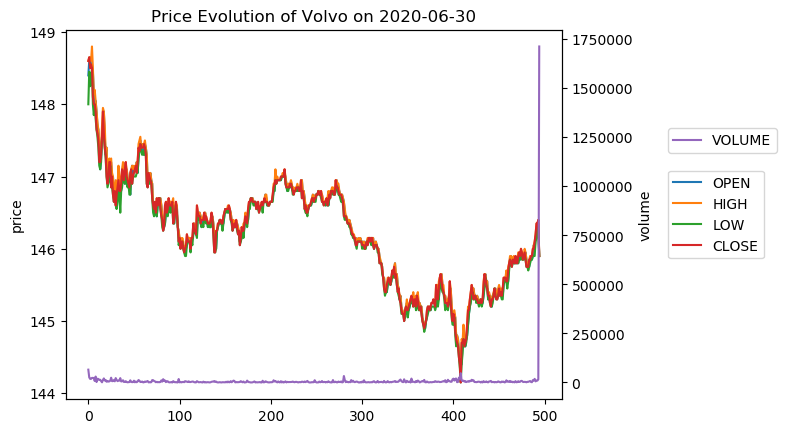 Price Evolution of Volvo on 2020-06-30
149
148
147
146
145
144
price
0
100
200
300
400
500
1750000
1500000
1250000
1000000
750000
500000
250000
0
volume
VOLUME
OPEN
HIGH
LOW
CLOSE